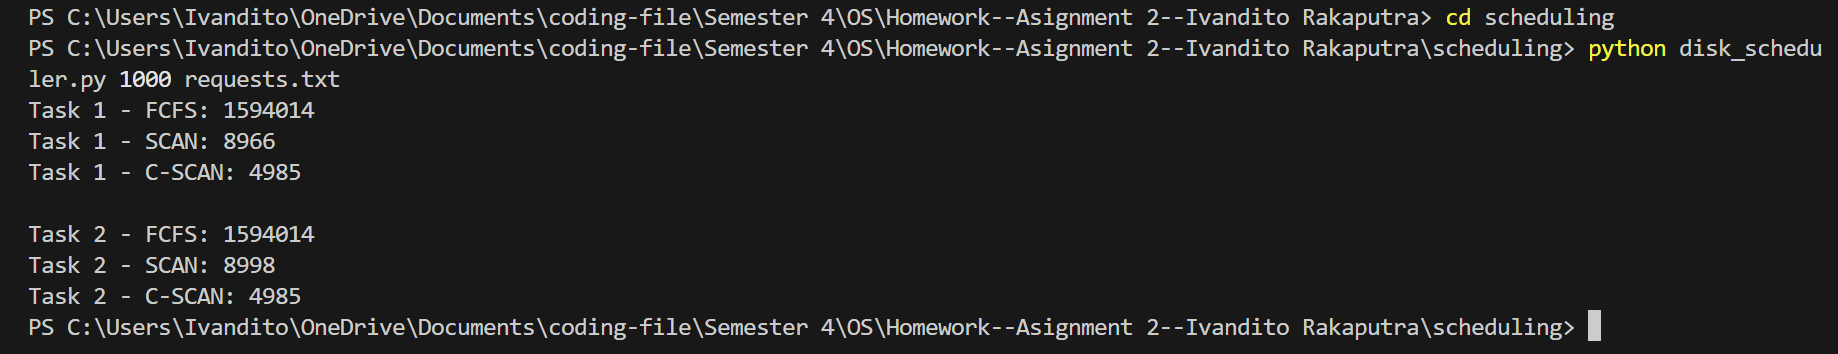 PS C:\Users\Ivandito\OneDrive\Documents\coding-file\Semester 4\OS\Homework--Asignment 2--Ivandito Rakaputra> cd scheduling
PS C:\Users\Ivandito\OneDrive\Documents\coding-file\Semester 4\OS\Homework--Asignment 2--Ivandito Rakaputra\scheduling> python disk_schedu
ler.py 1000 requests.txt
Task 1 - FCFS: 1594014
Task 1 - SCAN: 8966
Task 1 - C-SCAN: 4985

Task 2 - FCFS: 1594014
Task 2 - SCAN: 8998
Task 2 - C-SCAN: 4985
PS C:\Users\Ivandito\OneDrive\Documents\coding-file\Semester 4\OS\Homework--Asignment 2--Ivandito Rakaputra\scheduling>